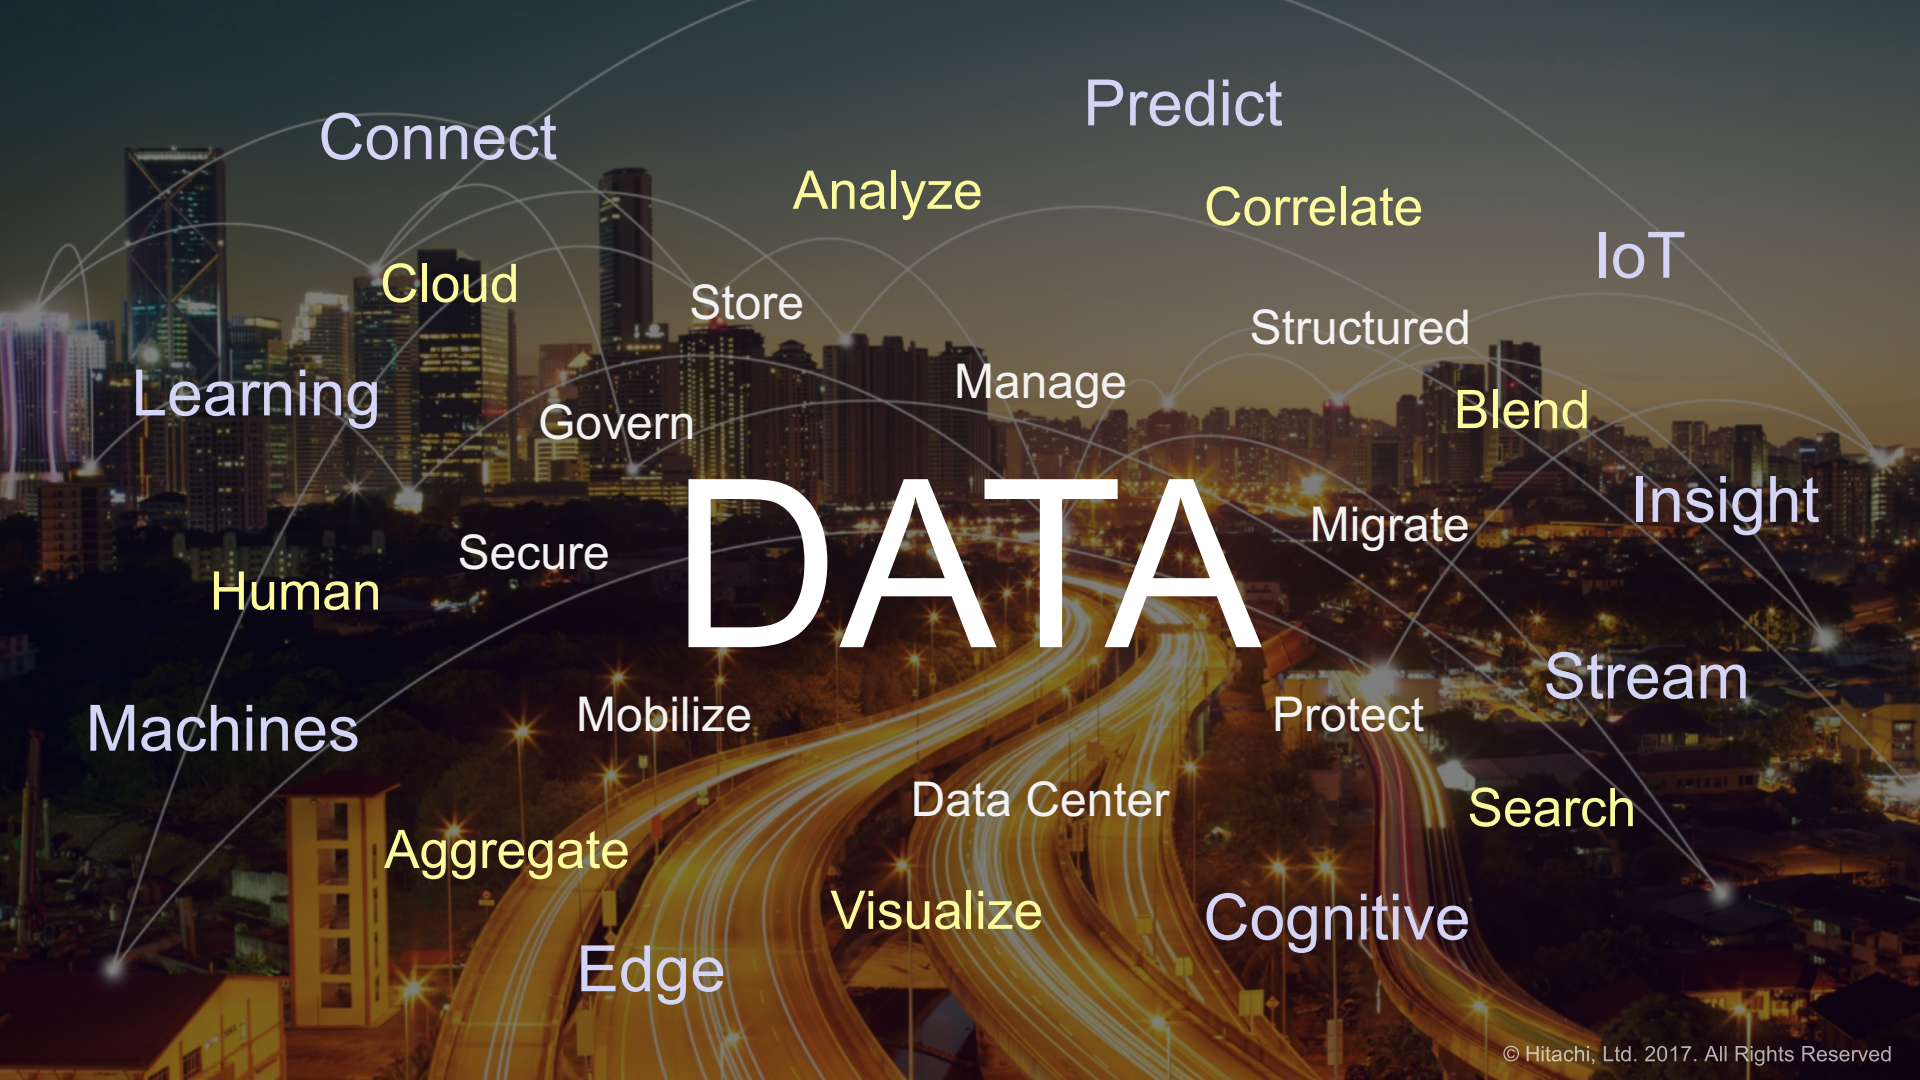 Predict
Connect
Analyze
Correlate
IoT
Cloud
Store
Structured
Manage
Learning
Blend
Govern
Insight
DATA
Migrate
Secure
Human
Stream
Mobilize
Protect
Machines
Data Center
Search
Aggregate
Visualize
Cognitive
Edge
© Hitachi, Ltd. 2017. All Rights Reserved